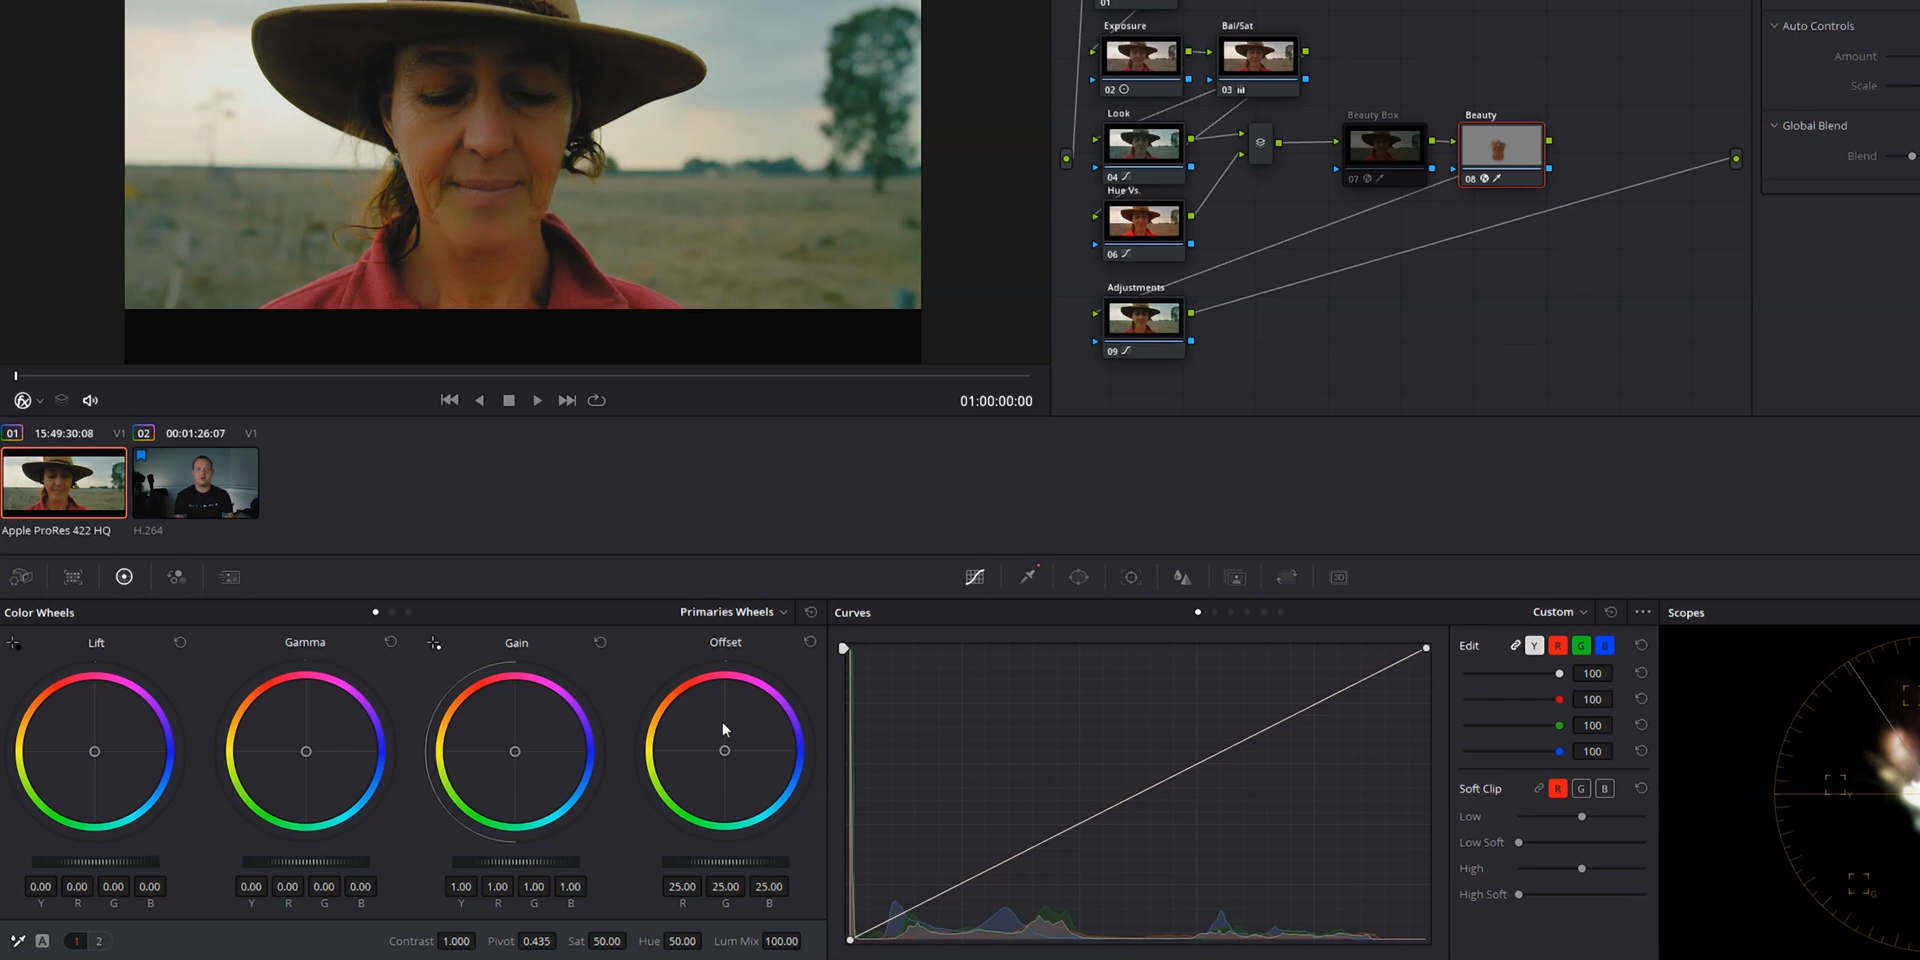 01
Exposure
Bal/Sat
02
03
Look
04
Hue Vs.
06
Beauty Box
07
Beauty
08
Adjustments
09
Auto Controls
Amount
Scale
Global Blend
Blend
01:00:00:00
01 15:49:30:08 V1
02 00:01:26:07 V1
Apple ProRes 422 HQ
H.264
3D
Color Wheels
Primaries Wheels
Lift
Gamma
Gain
Offset
0.00 0.00 0.00 0.00
Y R G B
0.00 0.00 0.00 0.00
Y R G B
1.00 1.00 1.00 1.00
Y R G B
25.00 25.00 25.00
R G B
A 1 2
Contrast 1.000 Pivot 0.435 Sat 50.00 Hue 50.00 Lum Mix 100.00
Curves
Custom
Edit Y R G B
100
100
100
100
Soft Clip R G B
Low
Low Soft
High
High Soft
Scopes
Y
G